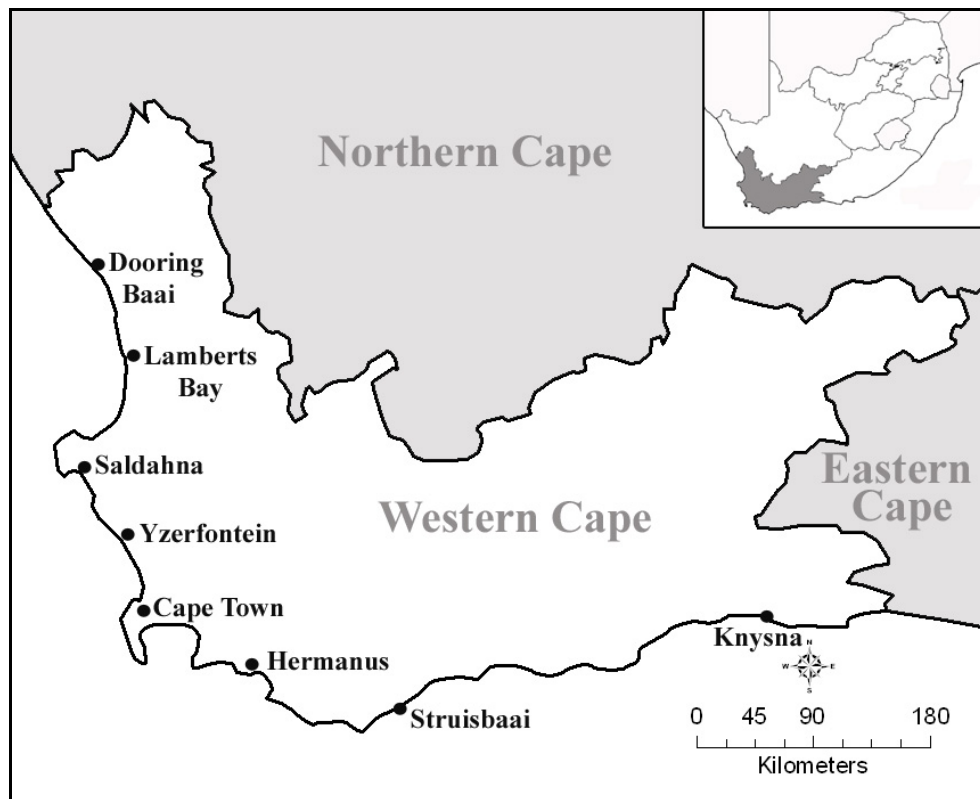 Northern Cape
Dooring
Baai
Lamberts
Bay
Saldahna
Eastern
Cape
Western Cape
Yzerfontein
Cape Town
Knysna
Hermanus
Struisbaai
N
W E
S
0 45 90 180
Kilometers